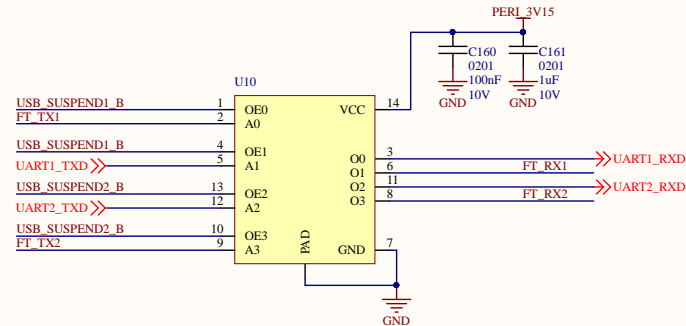 PERI_3V15
C160
0201
100nF
10V
C161
0201
1uF
10V
GND
GND
U10
USB_SUSPEND1_B 1 OE0 VCC 14
FT_TX1 2 A0
USB_SUSPEND1_B 4 OE1 O0 3 UART1_RXD
UART1_TXD 5 A1 O1 6 FT_RX1
USB_SUSPEND2_B 13 OE2 O2 11 UART2_RXD
UART2_TXD 12 A2 O3 8 FT_RX2
USB_SUSPEND2_B 10 OE3
FT_TX2 9 A3 PAD GND 7
GND